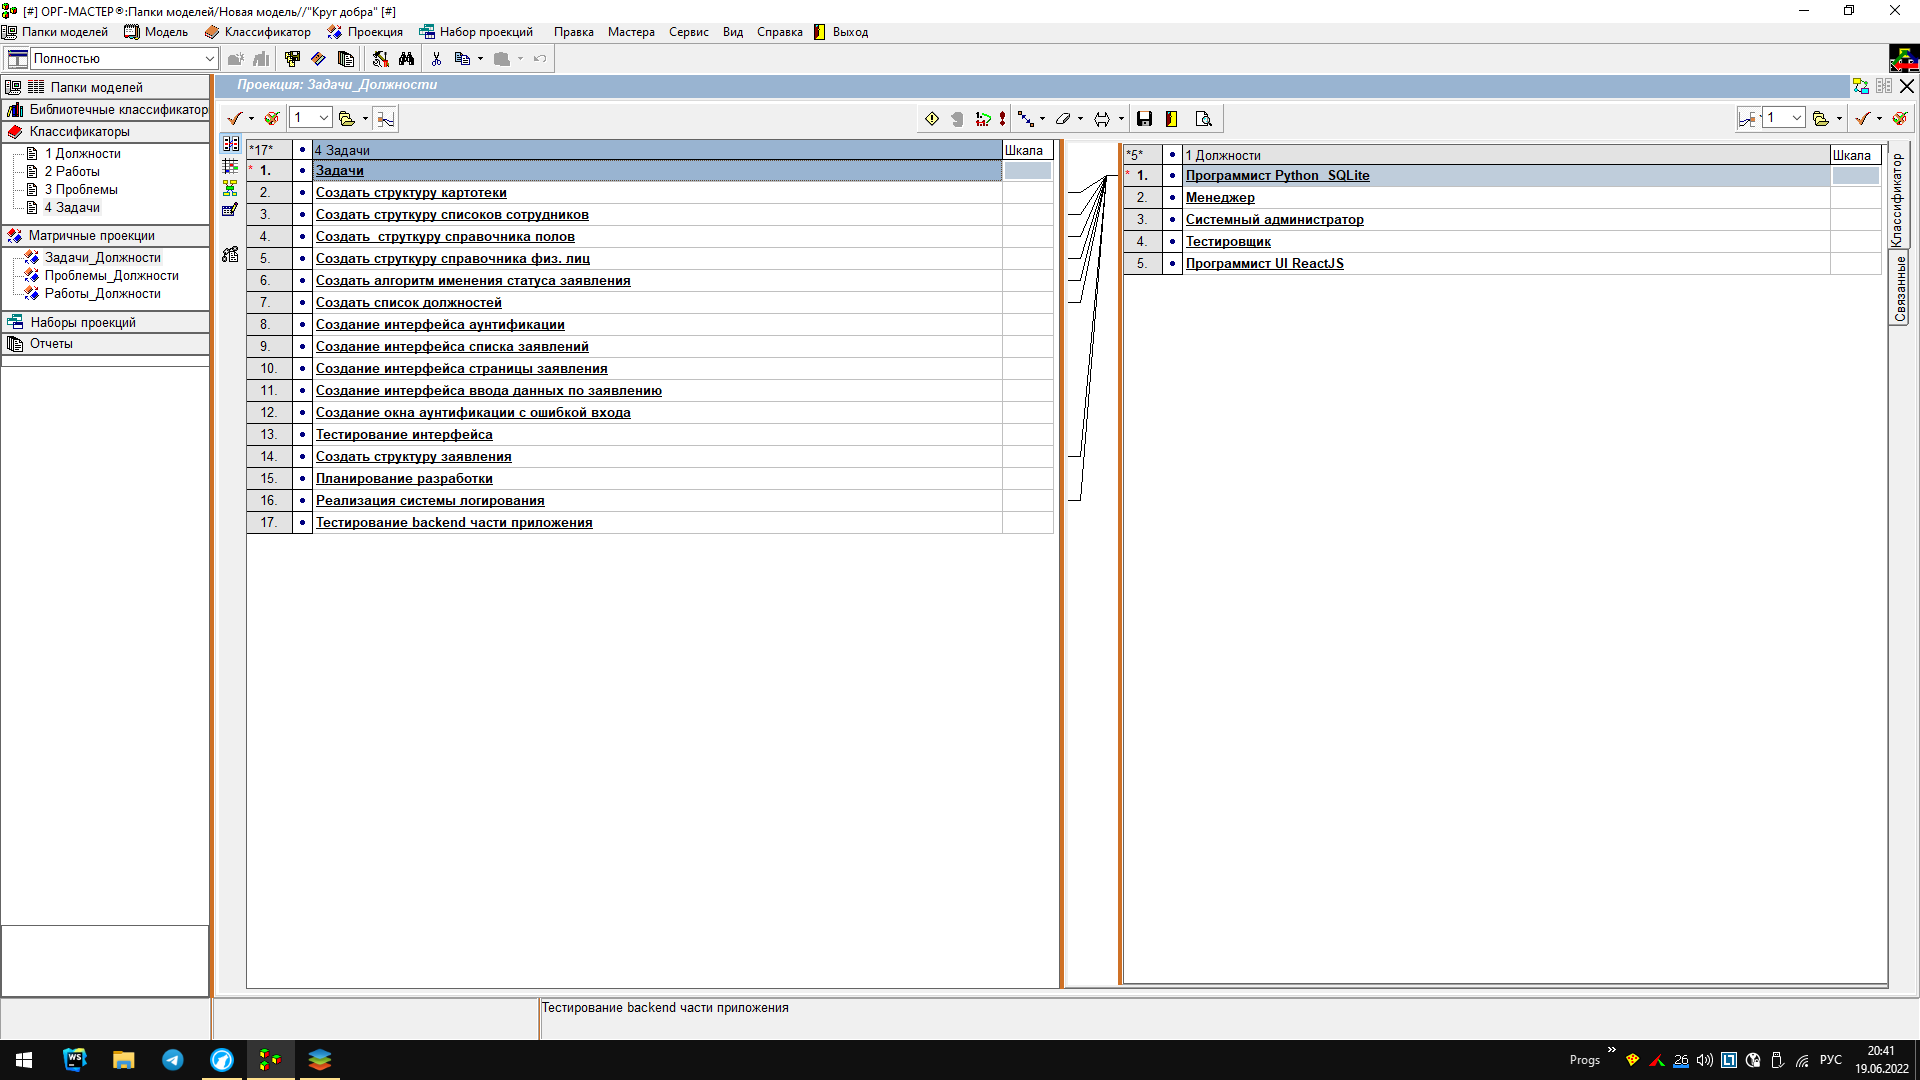 [#] ОРГ-МАСТЕР®:Папки моделей/Новая модель//"Круг добра" [#]
Папки моделей Модель Классификатор Проекция Набор проекций Правка Мастера Сервис Вид Справка Выход
Полностью
Папки моделей
Библиотечные классификатор
Классификаторы
1 Должности
2 Работы
3 Проблемы
4 Задачи
Матричные проекции
Задачи_Должности
Проблемы_Должности
Работы_Должности
Наборы проекций
Отчеты
Проекция: Задачи_Должности
1
1
*17* 4 Задачи Шкала
* 1. Задачи
2. Создать структуру картотеки
3. Создать струткуру списоков сотрудников
4. Создать струткуру справочника полов
5. Создать струткуру справочника физ. лиц
6. Создать алгоритм именения статуса заявления
7. Создать список должностей
8. Создание интерфейса аунтификации
9. Создание интерфейса списка заявлений
10. Создание интерфейса страницы заявления
11. Создание интерфейса ввода данных по заявлению
12. Создание окна аунтификации с ошибкой входа
13. Тестирование интерфейса
14. Создать структуру заявления
15. Планирование разработки
16. Реализация системы логирования
17. Тестирование backend части приложения
*5* 1 Должности Шкала
* 1. Программист Python_SQLite
2. Менеджер
3. Системный администратор
4. Тестировщик
5. Программист UI ReactJS
Классификатор
Связанные
Тестирование backend части приложения
WS
Progs » 26 РУС
20:41
19.06.2022